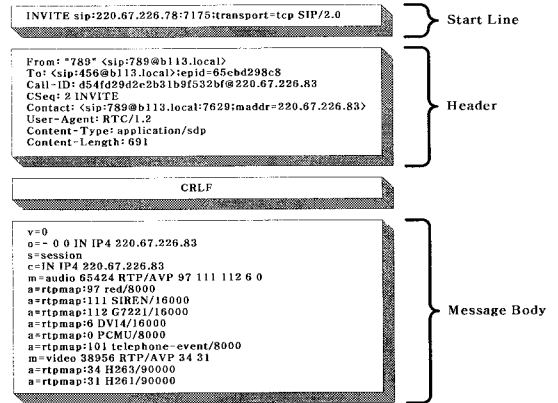 INVITE sip:220.67.226.78:7175;transport=tcp SIP/2.0
Start Line
From: "789" <sip:789@b113.local>
To: <sip:456@b113.local>;epid=65ebd298c8
Call-ID: d54fd29d2e2b31b9f532bf@220.67.226.83
CSeq: 2 INVITE
Contact: <sip:789@b113.local:7629;maddr=220.67.226.83>
User-Agent: RTC/1.2
Content-Type: application/sdp
Content-Length: 691
Header
CRLF
v=0
o=- 0 0 IN IP4 220.67.226.83
s=session
c=IN IP4 220.67.226.83
m=audio 65424 RTP/AVP 97 111 112 6 0
a=rtpmap:97 red/8000
a=rtpmap:111 SIREN/16000
a=rtpmap:112 G7221/16000
a=rtpmap:6 DVI4/16000
a=rtpmap:0 PCMU/8000
a=rtpmap:101 telephone-event/8000
m=video 38956 RTP/AVP 34 31
a=rtpmap:34 H263/90000
a=rtpmap:31 H261/90000
Message Body